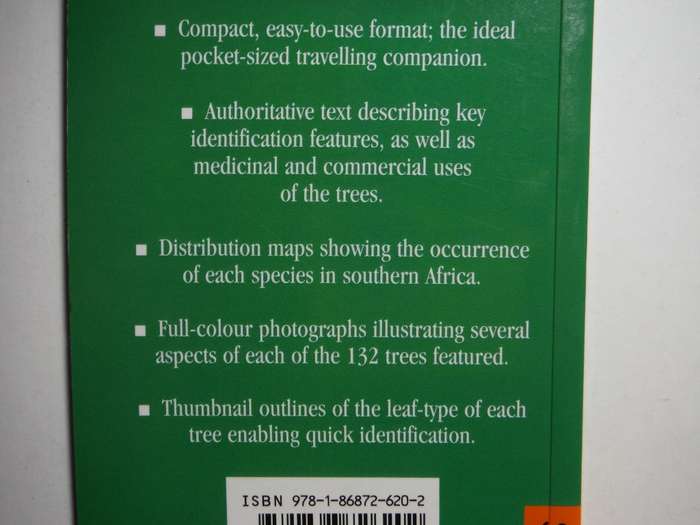 ▪ Compact, easy-to-use format; the ideal
pocket-sized travelling companion.
▪ Authoritative text describing key
identification features, as well as
medicinal and commercial uses
of the trees.
▪ Distribution maps showing the occurrence
of each species in southern Africa.
▪ Full-colour photographs illustrating several
aspects of each of the 132 trees featured.
▪ Thumbnail outlines of the leaf-type of each
tree enabling quick identification.
ISBN 978-1-86872-620-2